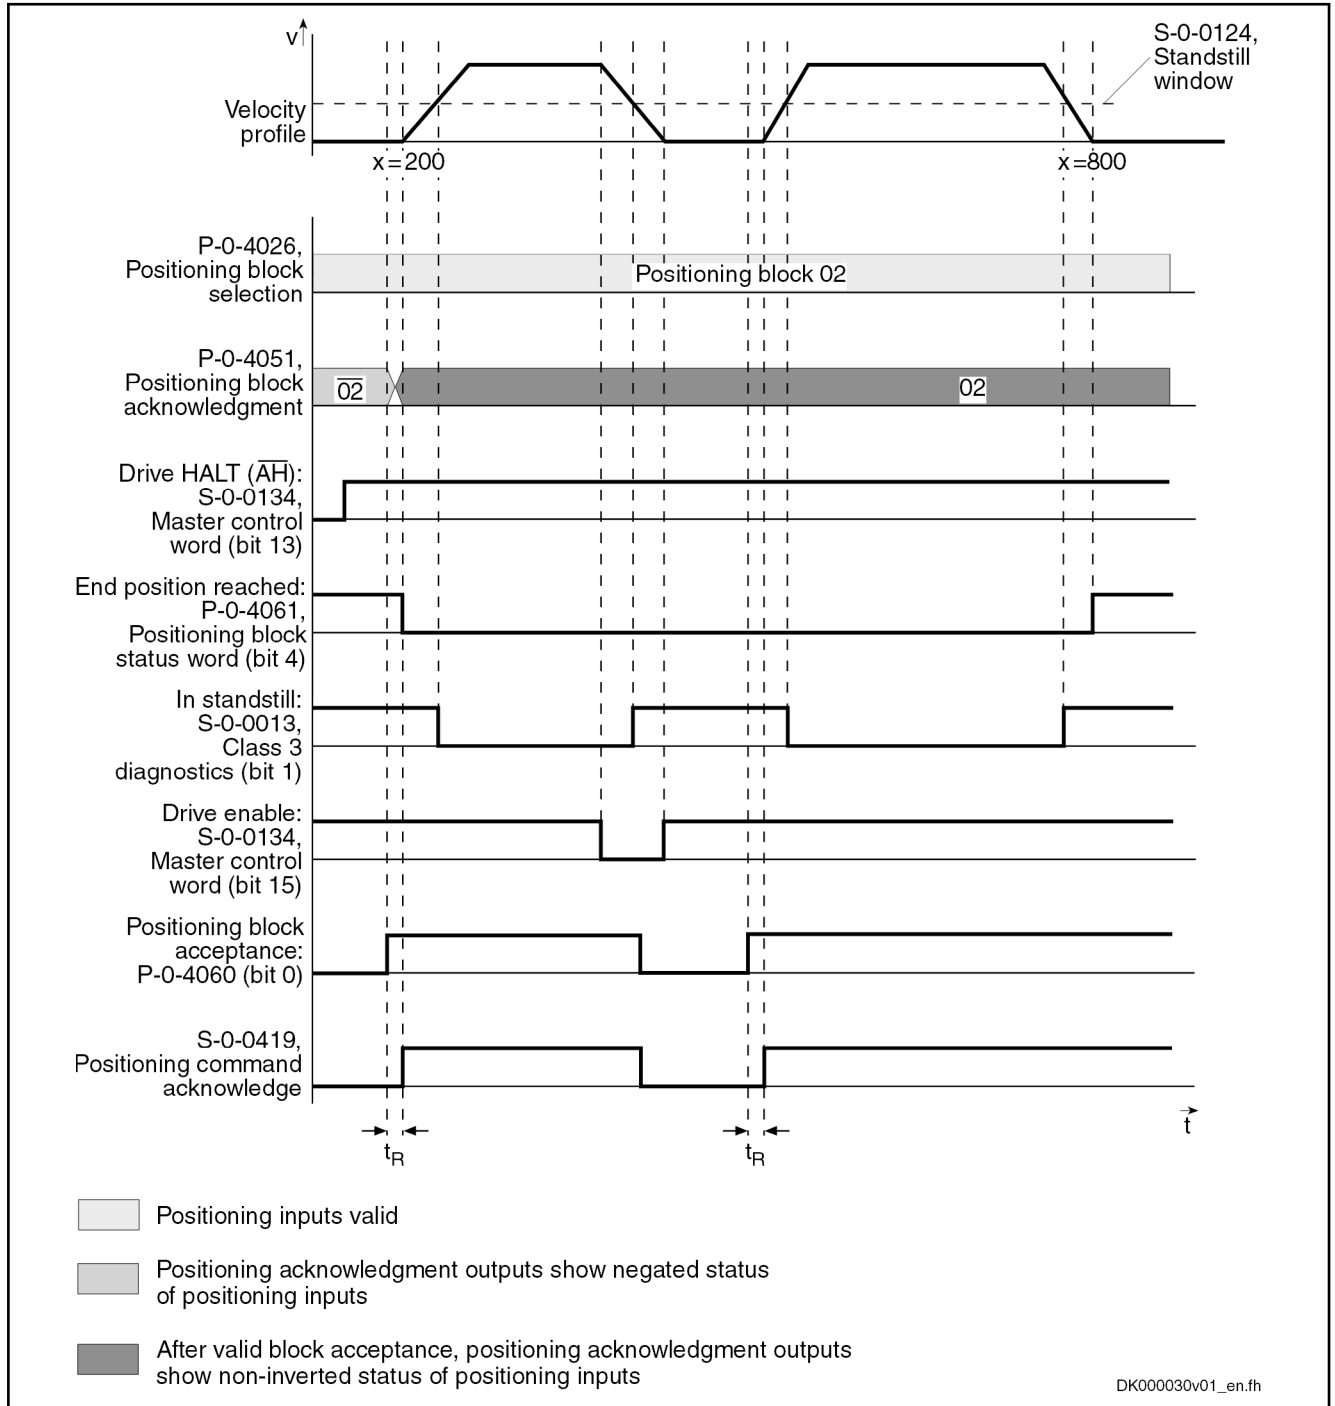 v
S-0-0124,
Standstill
window
Velocity
profile
x=200
x=800
P-0-4026,
Positioning block
selection
Positioning block 02
P-0-4051,
Positioning block
acknowledgment
0̅2̅
02
Drive HALT (A̅H̅):
S-0-0134,
Master control
word (bit 13)
End position reached:
P-0-4061,
Positioning block
status word (bit 4)
In standstill:
S-0-0013,
Class 3
diagnostics (bit 1)
Drive enable:
S-0-0134,
Master control
word (bit 15)
Positioning block
acceptance:
P-0-4060 (bit 0)
S-0-0419,
Positioning command
acknowledge
t
tR
tR
Positioning inputs valid
Positioning acknowledgment outputs show negated status
of positioning inputs
After valid block acceptance, positioning acknowledgment outputs
show non-inverted status of positioning inputs
DK000030v01_en.fh